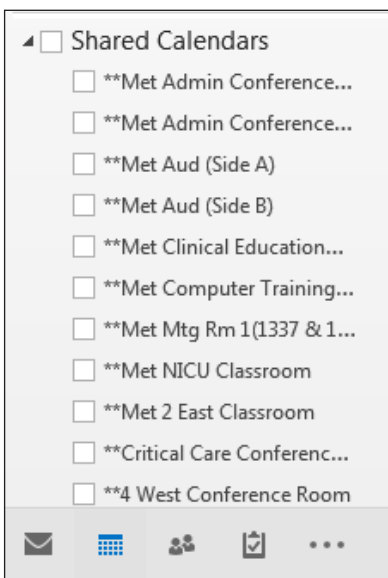 Shared Calendars
**Met Admin Conference...
**Met Admin Conference...
**Met Aud (Side A)
**Met Aud (Side B)
**Met Clinical Education...
**Met Computer Training...
**Met Mtg Rm 1(1337 & 1...
**Met NICU Classroom
**Met 2 East Classroom
**Critical Care Conferenc...
**4 West Conference Room